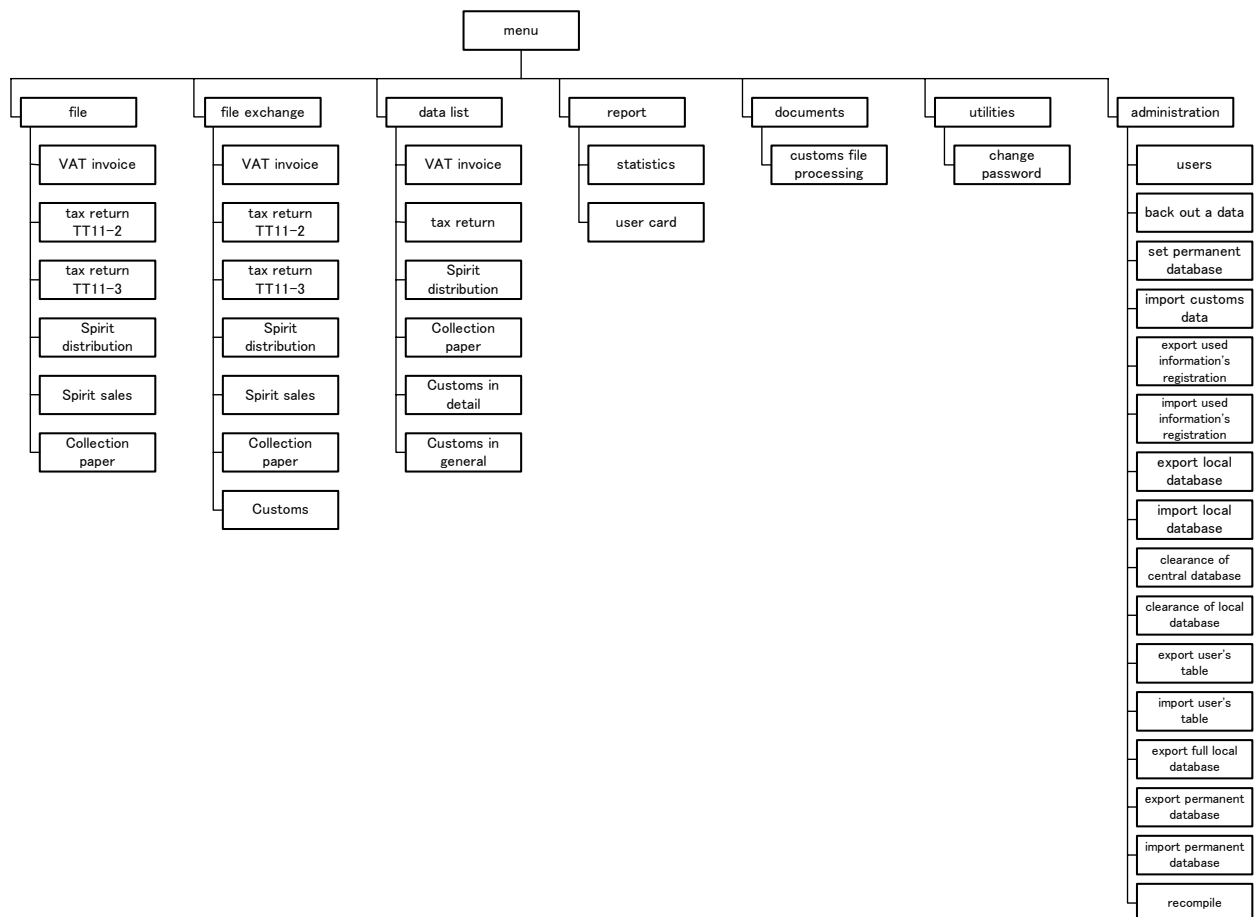 menu
file
VAT invoice
tax return
TT11-2
tax return
TT11-3
Spirit
distribution
Spirit sales
Collection
paper
file exchange
VAT invoice
tax return
TT11-2
tax return
TT11-3
Spirit
distribution
Spirit sales
Collection
paper
Customs
data list
VAT invoice
tax return
Spirit
distribution
Collection
paper
Customs in
detail
Customs in
general
report
statistics
user card
documents
customs file
processing
utilities
change
password
administration
users
back out a data
set permanent
database
import customs
data
export used
information's
registration
import used
information's
registration
export local
database
import local
database
clearance of
central database
clearance of local
database
export user's
table
import user's
table
export full local
database
export permanent
database
import permanent
database
recompile